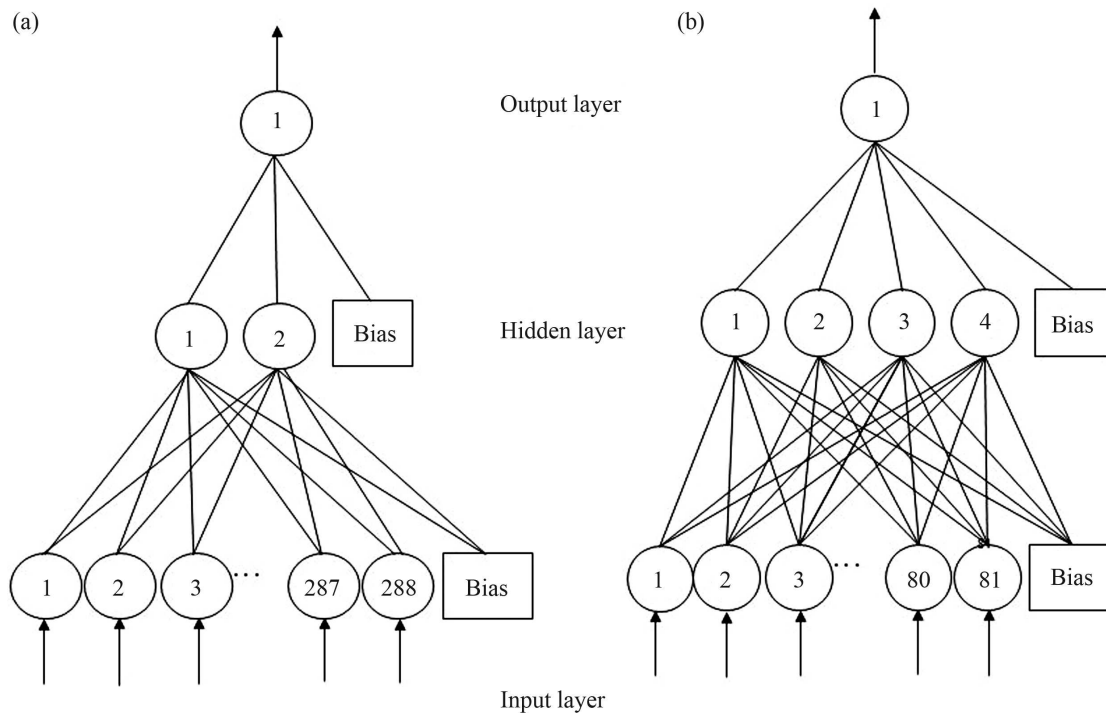 (a)
(b)
1
Output layer
1
1 2 Bias
Hidden layer
1 2 3 4 Bias
1 2 3 ... 287 288 Bias
1 2 3 ... 80 81 Bias
Input layer